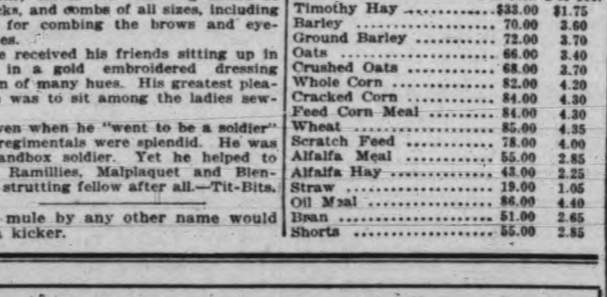 ks, and combs of all sizes, including
for combing the brows and eye-
es.
e received his friends sitting up in
in a gold embroidered dressing
n of many hues. His greatest plea-
was to sit among the ladies sew-
ven when he "went to be a soldier"
regimentals were splendid. He was
andbox soldier. Yet he helped to
Ramillies, Malplaquet and Blen-
strutting fellow after all.—Tit-Bits.
mule by any other name would
kicker.
Timothy Hay ........... $33.00 $1.75
Barley ........... 70.00 3.60
Ground Barley ........... 72.00 3.70
Oats ........... 66.00 3.40
Crushed Oats ........... 68.00 3.70
Whole Corn ........... 82.00 4.20
Cracked Corn ........... 84.00 4.30
Feed Corn Meal ........... 84.00 4.30
Wheat ........... 85.00 4.35
Scratch Feed ........... 78.00 4.00
Alfalfa Meal ........... 55.00 2.85
Alfalfa Hay ........... 43.00 2.25
Straw ........... 19.00 1.05
Oil Meal ........... 86.00 4.40
Bran ........... 51.00 2.65
Shorts ........... 55.00 2.85